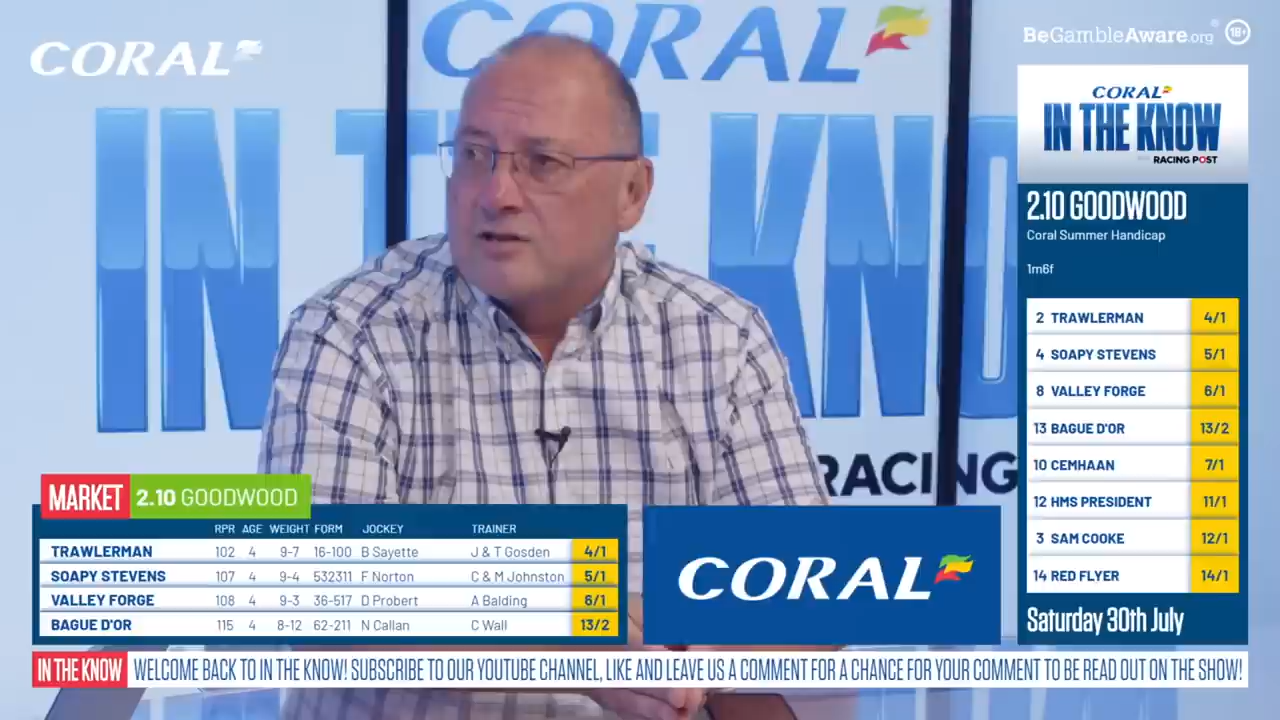 CORAL
CORAL
BeGambleAware.org 18+
IN THE KNO
RACING
CORAL
IN THE KNOW
RACING POST
2.10 GOODWOOD
Coral Summer Handicap
1m6f
2 TRAWLERMAN 4/1
4 SOAPY STEVENS 5/1
8 VALLEY FORGE 6/1
13 BAGUE D'OR 13/2
10 CEMHAAN 7/1
12 HMS PRESIDENT 11/1
3 SAM COOKE 12/1
14 RED FLYER 14/1
Saturday 30th July
MARKET 2.10 GOODWOOD
RPR AGE WEIGHT FORM JOCKEY TRAINER
TRAWLERMAN 102 4 9-7 16-100 B Sayette J & T Gosden 4/1
SOAPY STEVENS 107 4 9-4 532311 F Norton C & M Johnston 5/1
VALLEY FORGE 108 4 9-3 36-517 D Probert A Balding 6/1
BAGUE D'OR 115 4 8-12 62-211 N Callan C Wall 13/2
CORAL
IN THE KNOW WELCOME BACK TO IN THE KNOW! SUBSCRIBE TO OUR YOUTUBE CHANNEL, LIKE AND LEAVE US A COMMENT FOR A CHANCE FOR YOUR COMMENT TO BE READ OUT ON THE SHOW!